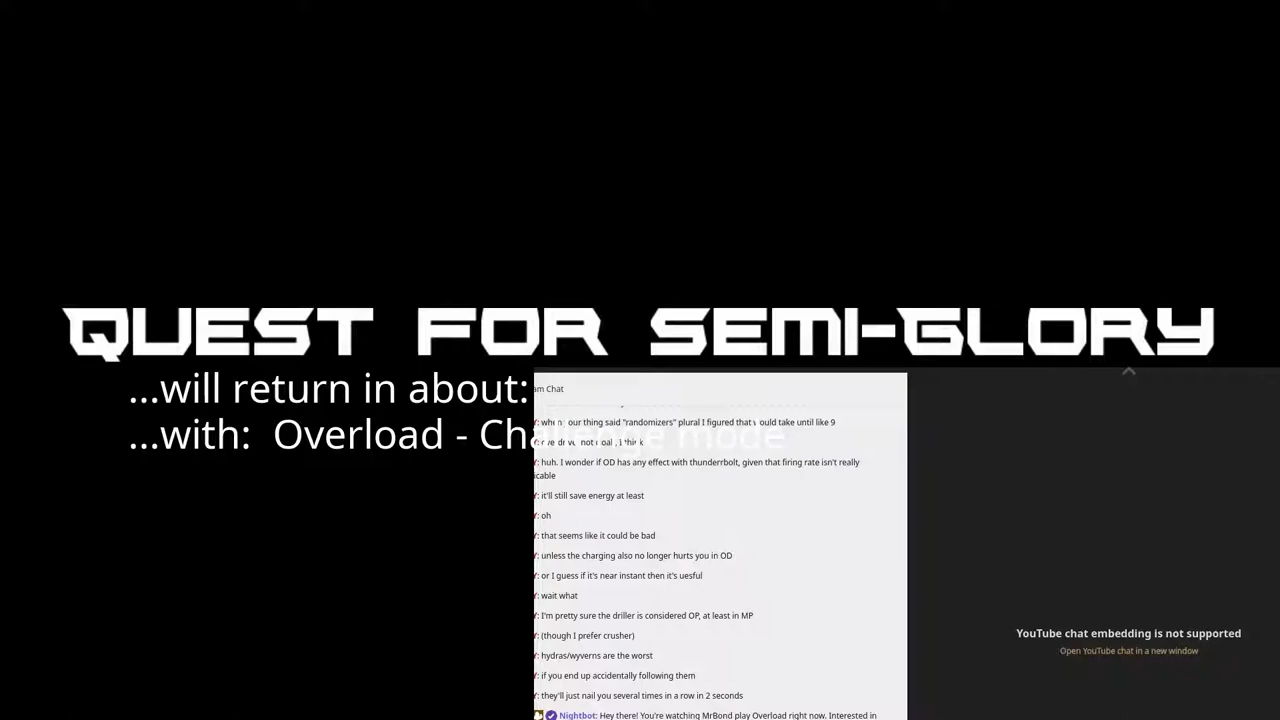 QUEST FOR SEMI-GLORY
...will return in about:
...with: Overload - Challenge mode
am Chat
Y: when your thing said "randomizers" plural I figured that would take until like 9
Y: huh. I wonder if OD has any effect with thunderrbolt, given that firing rate isn't really
icable
Y: it'll still save energy at least
Y: oh
Y: that seems like it could be bad
Y: unless the charging also no longer hurts you in OD
Y: or I guess if it's near instant then it's uesful
Y: wait what
Y: I'm pretty sure the driller is considered OP, at least in MP
Y: (though I prefer crusher)
Y: hydras/wyverns are the worst
Y: if you end up accidentally following them
Y: they'll just nail you several times in a row in 2 seconds
Nightbot: Hey there! You're watching MrBond play Overload right now. Interested in
YouTube chat embedding is not supported
Open YouTube chat in a new window